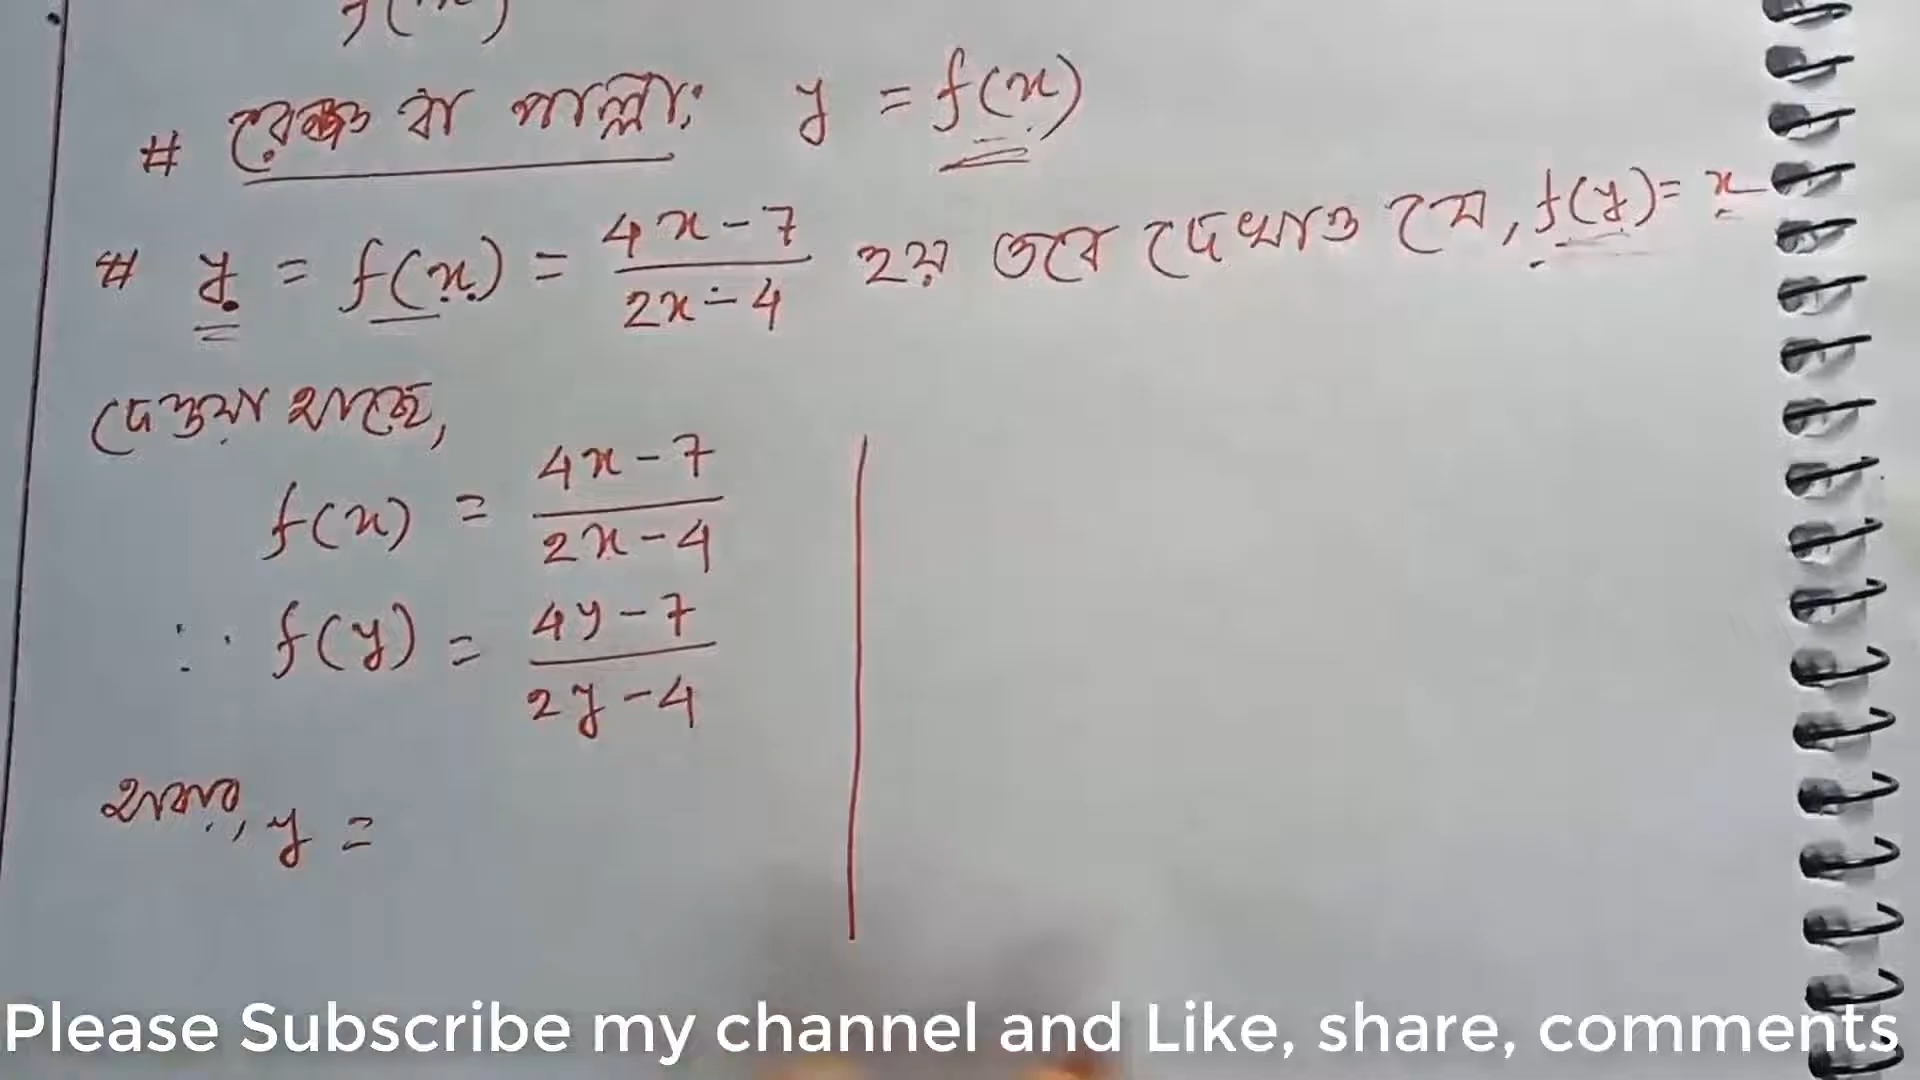 f(x)
# রেঞ্জ বা পাল্লা: y = f(x)
# y = f(x) = (4x-7)/(2x-4) হয় তবে দেখাও যে, f(y) = x
দেওয়া আছে,
f(x) = (4x-7)/(2x-4)
∴ f(y) = (4y-7)/(2y-4)
আবার, y =
Please Subscribe my channel and Like, share, comments